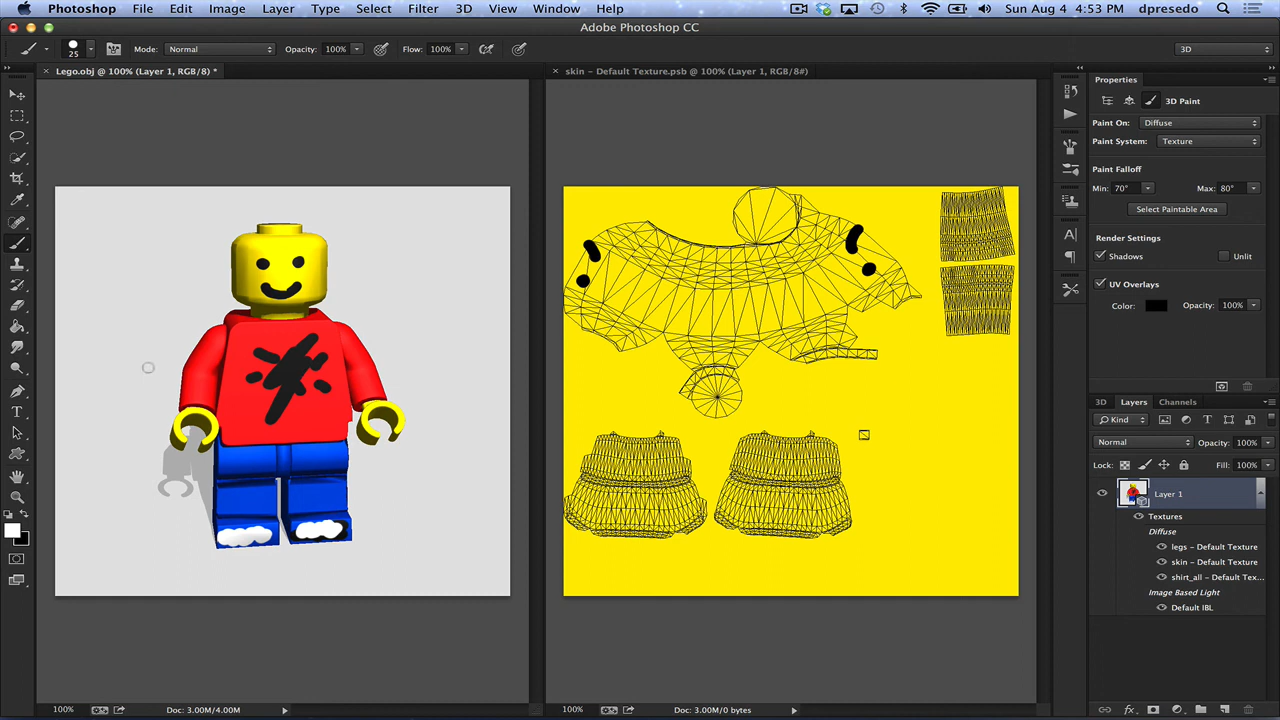 Photoshop File Edit Image Layer Type Select Filter 3D View Window Help Sun Aug 4 4:53 PM dpresedo
Adobe Photoshop CC
25 Mode: Normal Opacity: 100% Flow: 100% 3D
× Lego.obj @ 100% (Layer 1, RGB/8) *
× skin – Default Texture.psb @ 100% (Layer 1, RGB/8#)
Properties
3D Paint
Paint On: Diffuse
Paint System: Texture
Paint Falloff
Min: 70° Max: 80°
Select Paintable Area
Render Settings
Shadows Unlit
UV Overlays
Color: Opacity: 100%
3D Layers Channels
Kind
Normal Opacity: 100%
Lock: Fill: 100%
Layer 1
Textures
Diffuse
legs – Default Texture
skin – Default Texture
shirt_all – Default Tex...
Image Based Light
Default IBL
100% Doc: 3.00M/4.00M
100% Doc: 3.00M/0 bytes